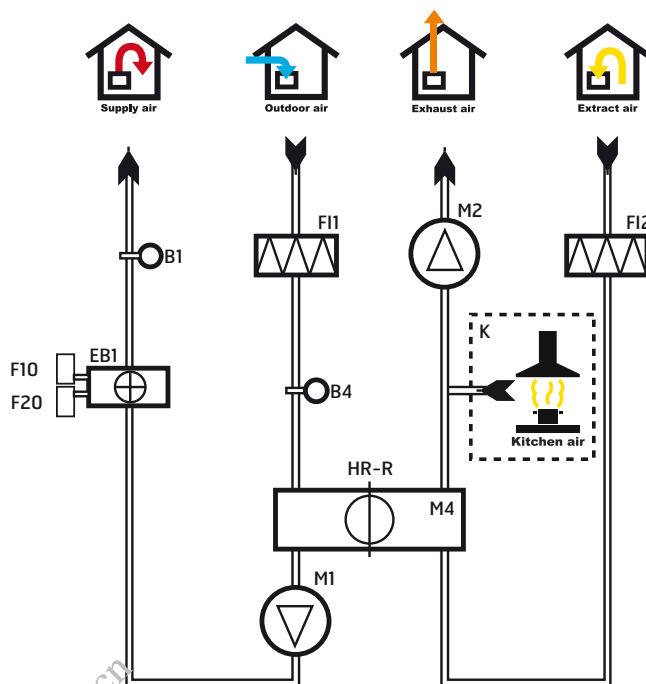 Supply air
Outdoor air
Exhaust air
Extract air
M2
FI1
FI2
B1
K
F10
EB1
F20
B4
Kitchen air
HR-R
M4
M1
cn